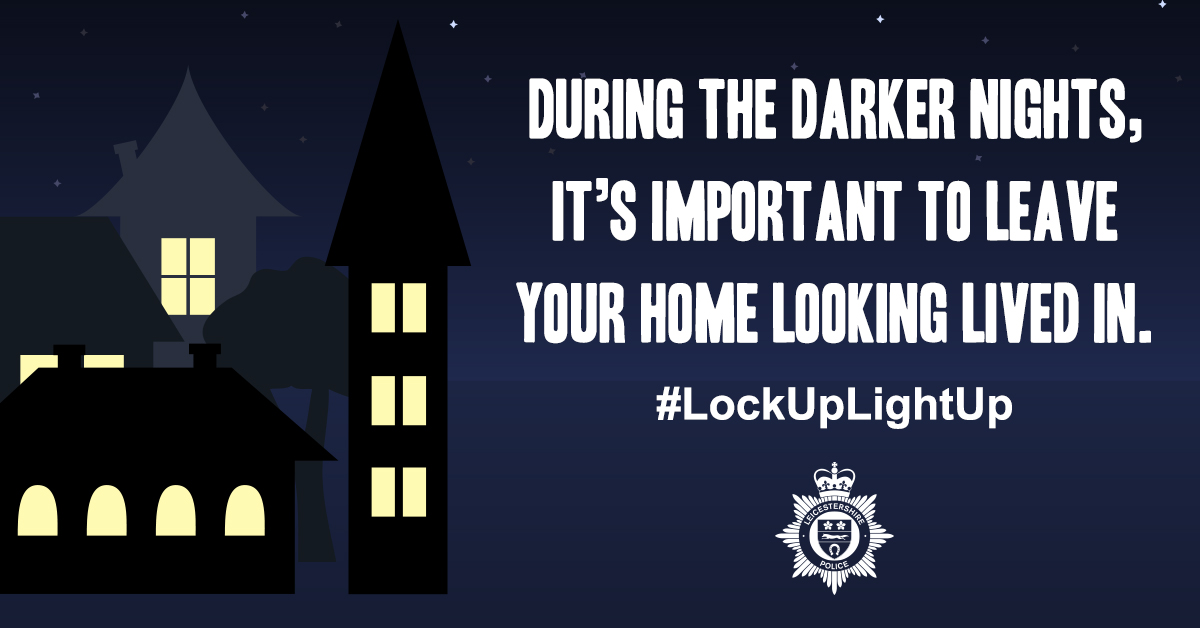 DURING THE DARKER NIGHTS,
IT'S IMPORTANT TO LEAVE
YOUR HOME LOOKING LIVED IN.
#LockUpLightUp
LEICESTERSHIRE
POLICE